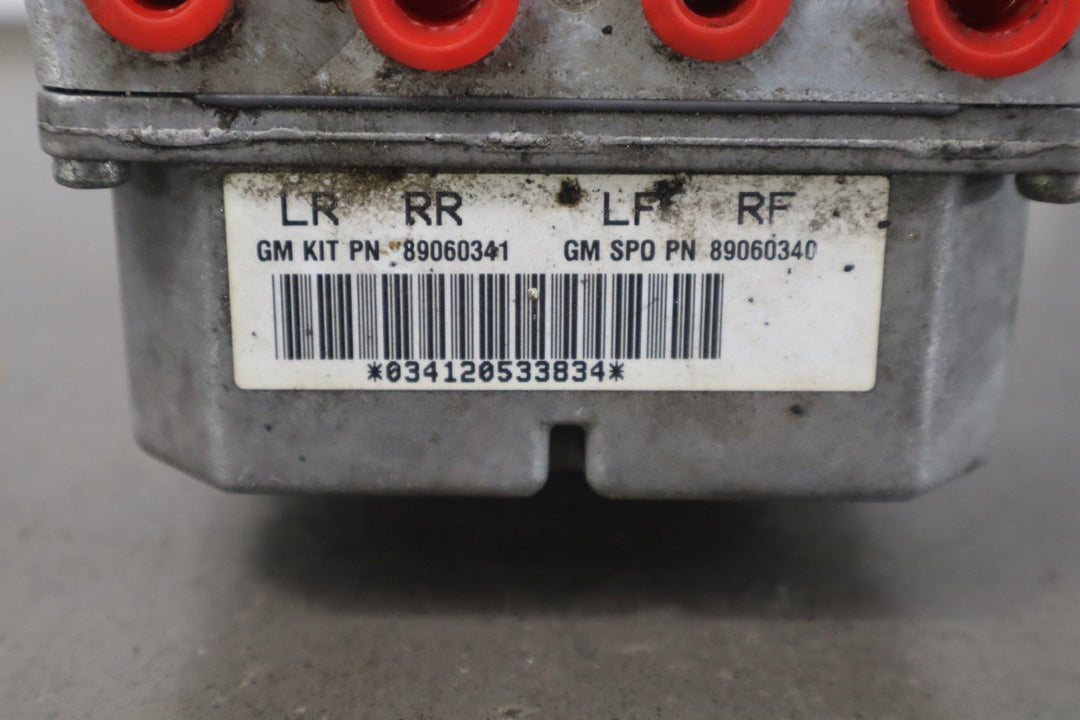 LR RR LF RF
GM KIT PN 89060341 GM SPO PN 89060340
*034120533834*